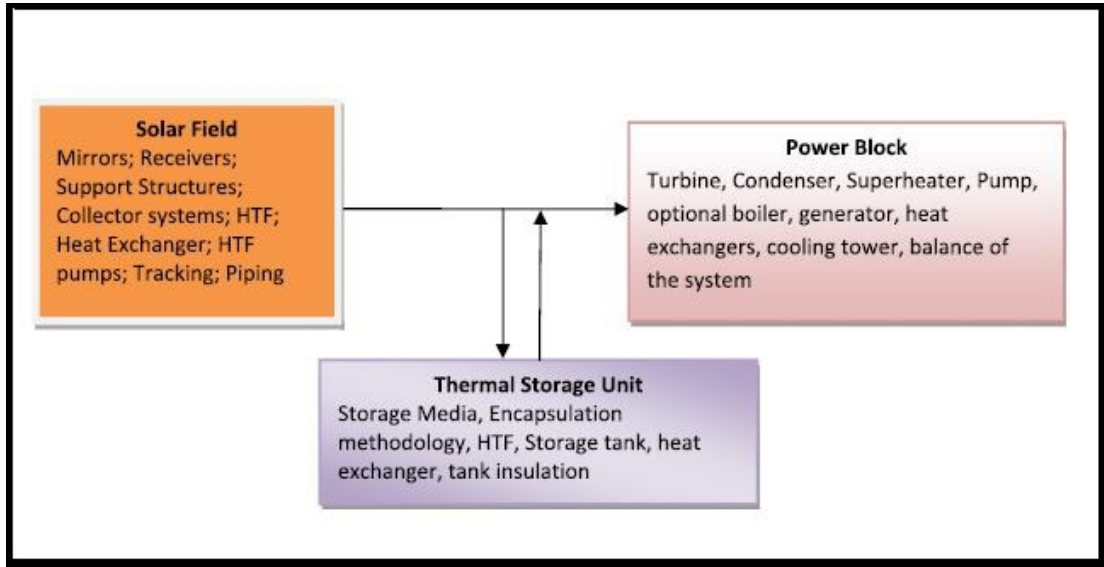 Solar Field
Mirrors; Receivers;
Support Structures;
Collector systems; HTF;
Heat Exchanger; HTF
pumps; Tracking; Piping
Power Block
Turbine, Condenser, Superheater, Pump,
optional boiler, generator, heat
exchangers, cooling tower, balance of
the system
Thermal Storage Unit
Storage Media, Encapsulation
methodology, HTF, Storage tank, heat
exchanger, tank insulation